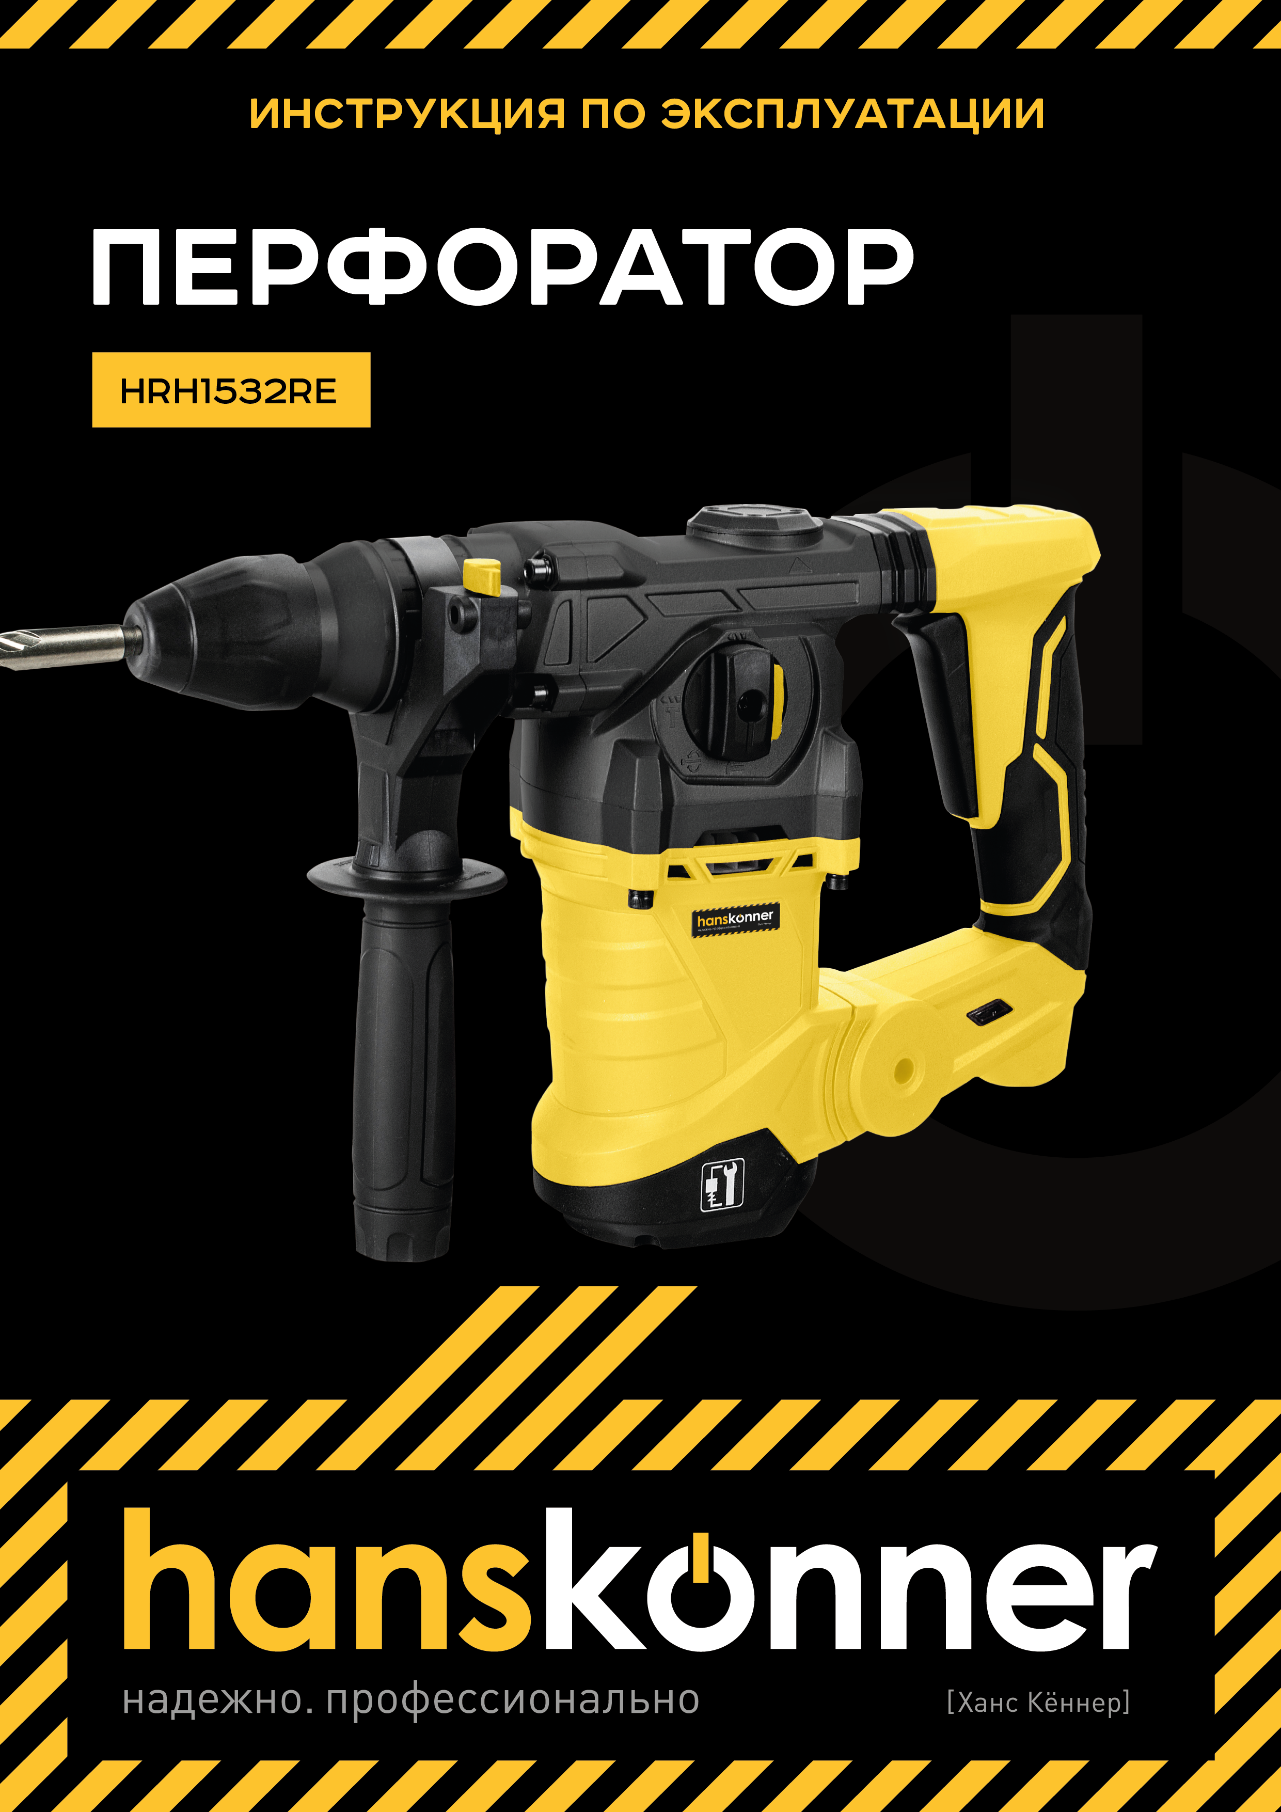 ИНСТРУКЦИЯ ПО ЭКСПЛУАТАЦИИ
ПЕРФОРАТОР
HRH1532RE
hanskonner
hanskonner
надежно. профессионально
[Ханс Кённер]